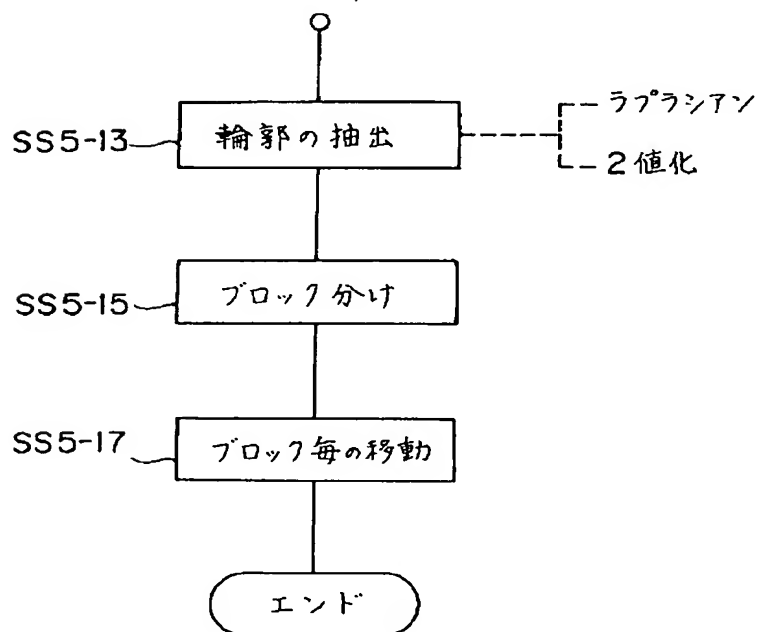 SS5-13
輪郭の抽出
ラプラシアン
2値化
SS5-15
ブロック分け
SS5-17
ブロック毎の移動
エンド